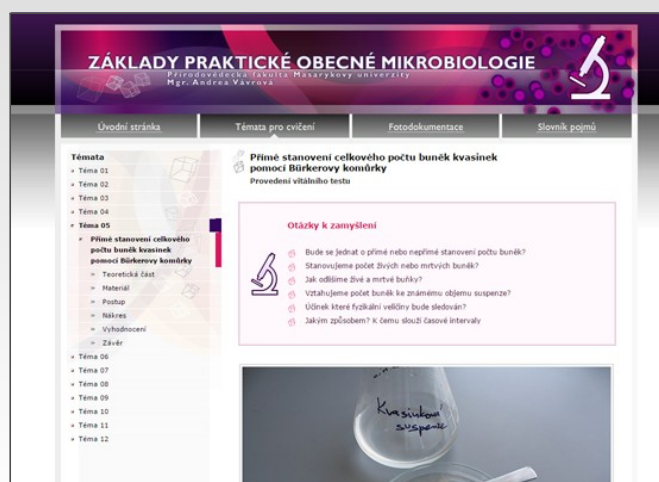 ZÁKLADY PRAKTICKÉ OBECNÉ MIKROBIOLOGIE
Přírodovědecká fakulta Masarykovy univerzity
Mgr. Andrea Vávrová
Úvodní stránka
Témata pro cvičení
Fotodokumentace
Slovník pojmů
Témata
Téma 01
Téma 02
Téma 03
Téma 04
Téma 05
Přímé stanovení celkového
počtu buněk kvasinek
pomocí Bürkerovy komůrky
Teoretická část
Materiál
Postup
Nákres
Vyhodnocení
Závěr
Téma 06
Téma 07
Téma 08
Téma 09
Téma 10
Téma 11
Téma 12
Přímé stanovení celkového počtu buněk kvasinek
pomocí Bürkerovy komůrky
Provedení vitálního testu
Otázky k zamyšlení
Bude se jednat o přímé nebo nepřímé stanovení počtu buněk?
Stanovujeme počet živých nebo mrtvých buněk?
Jak odlišíme živé a mrtvé buňky?
Vztahujeme počet buněk ke známému objemu suspenze?
Účinek které fyzikální veličiny bude sledován?
Jakým způsobem? K čemu slouží časové intervaly
Kvasinková
suspenze